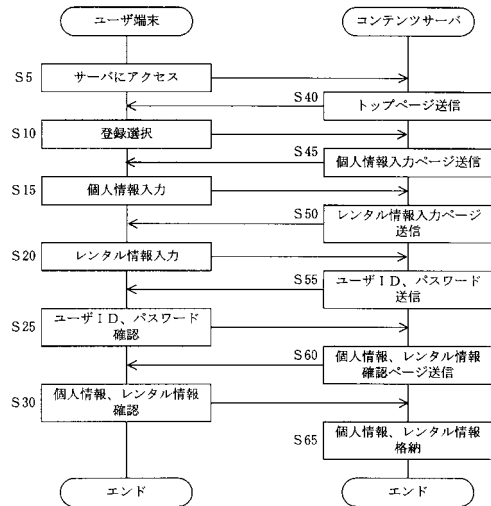 ユーザ端末
コンテンツサーバ
S5
サーバにアクセス
S40
トップページ送信
S10
登録選択
S45
個人情報入力ページ送信
S15
個人情報入力
S50
レンタル情報入力ページ
送信
S20
レンタル情報入力
S55
ユーザID、パスワード
送信
S25
ユーザID、パスワード
確認
S60
個人情報、レンタル情報
確認ページ送信
S30
個人情報、レンタル情報
確認
S65
個人情報、レンタル情報
格納
エンド
エンド